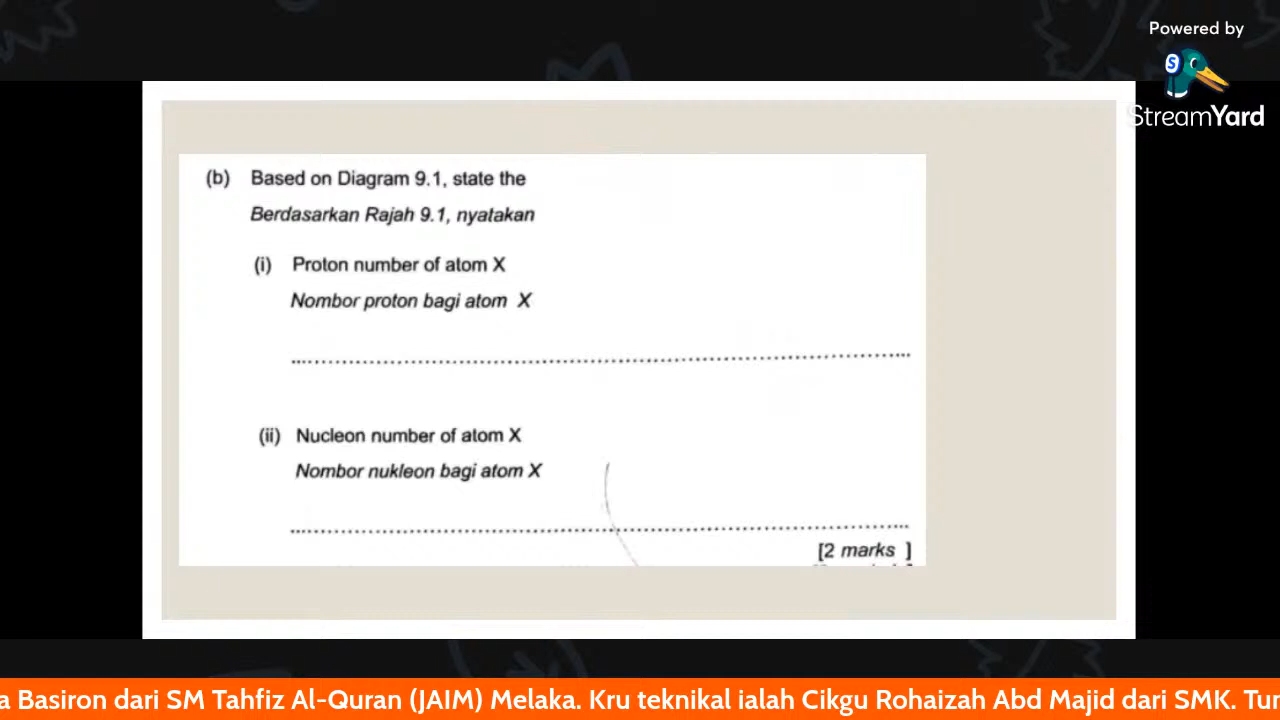 Powered by
S
StreamYard
(b) Based on Diagram 9.1, state the
Berdasarkan Rajah 9.1, nyatakan
(i) Proton number of atom X
Nombor proton bagi atom X
(ii) Nucleon number of atom X
Nombor nukleon bagi atom X
[2 marks ]
a Basiron dari SM Tahfiz Al-Quran (JAIM) Melaka. Kru teknikal ialah Cikgu Rohaizah Abd Majid dari SMK. Tun